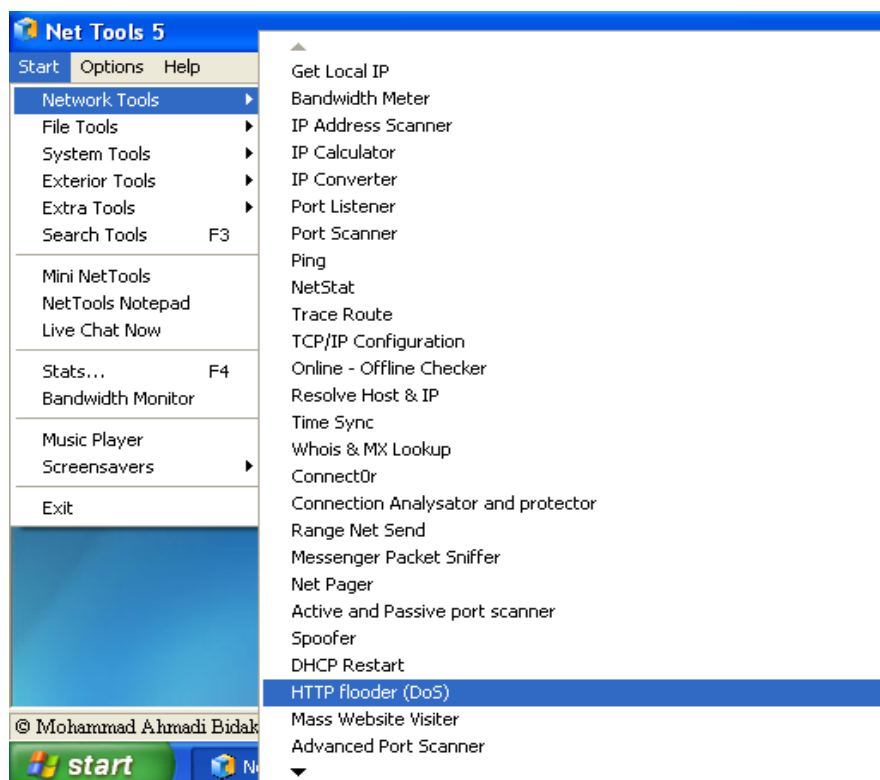 Net Tools 5
Start Options Help
Network Tools
File Tools
System Tools
Exterior Tools
Extra Tools
Search Tools F3
Mini NetTools
NetTools Notepad
Live Chat Now
Stats... F4
Bandwidth Monitor
Music Player
Screensavers
Exit
Get Local IP
Bandwidth Meter
IP Address Scanner
IP Calculator
IP Converter
Port Listener
Port Scanner
Ping
NetStat
Trace Route
TCP/IP Configuration
Online - Offline Checker
Resolve Host & IP
Time Sync
Whois & MX Lookup
Connect0r
Connection Analysator and protector
Range Net Send
Messenger Packet Sniffer
Net Pager
Active and Passive port scanner
Spoofer
DHCP Restart
HTTP flooder (DoS)
Mass Website Visiter
Advanced Port Scanner
© Mohammad Ahmadi Bidak
start